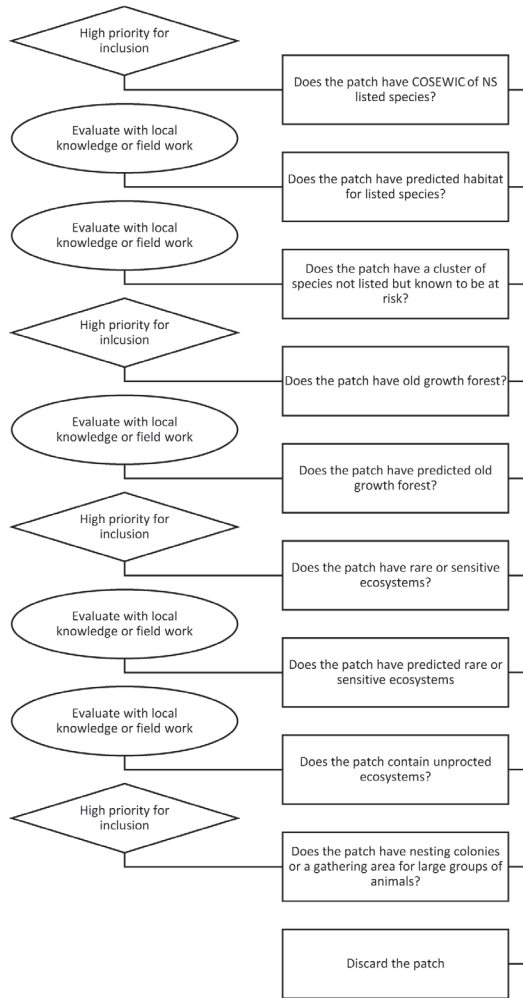 High priority for
inclusion
Does the patch have COSEWIC of NS
listed species?
Evaluate with local
knowledge or field work
Does the patch have predicted habitat
for listed species?
Evaluate with local
knowledge or field work
Does the patch have a cluster of
species not listed but known to be at
risk?
High priority for
inlcusion
Does the patch have old growth forest?
Evaluate with local
knowledge or field work
Does the patch have predicted old
growth forest?
High priority for
inclusion
Does the patch have rare or sensitive
ecosystems?
Evaluate with local
knowledge or field work
Does the patch have predicted rare or
sensitive ecosystems
Evaluate with local
knowledge or field work
Does the patch contain unprocted
ecosystems?
High priority for
inclusion
Does the patch have nesting colonies
or a gathering area for large groups of
animals?
Discard the patch